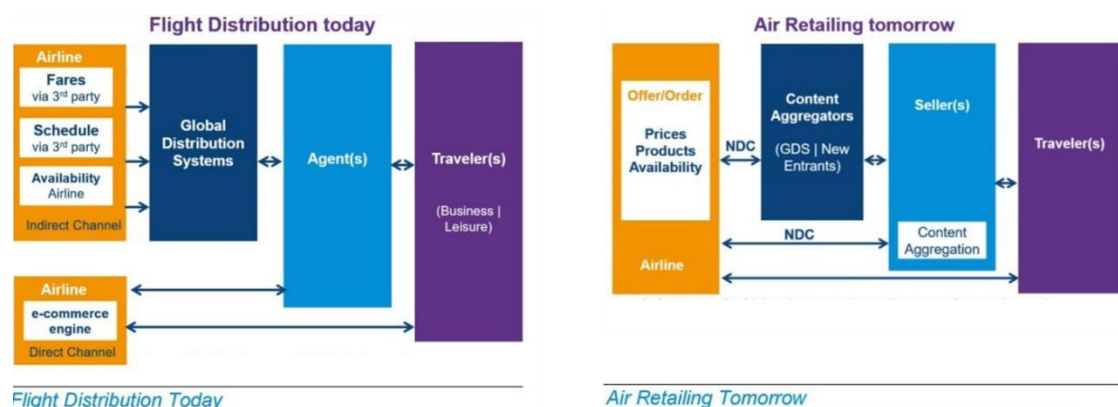 Flight Distribution today
Airline
Fares
via 3rd party
Schedule
via 3rd party
Availability
Airline
Indirect Channel
Global
Distribution
Systems
Agent(s)
Traveler(s)
(Business |
Leisure)
Airline
e-commerce
engine
Direct Channel
Flight Distribution Today
Air Retailing tomorrow
Offer/Order
Prices
Products
Availability
Airline
NDC
Content
Aggregators
(GDS | New
Entrants)
NDC
Seller(s)
Content
Aggregation
Traveler(s)
Air Retailing Tomorrow